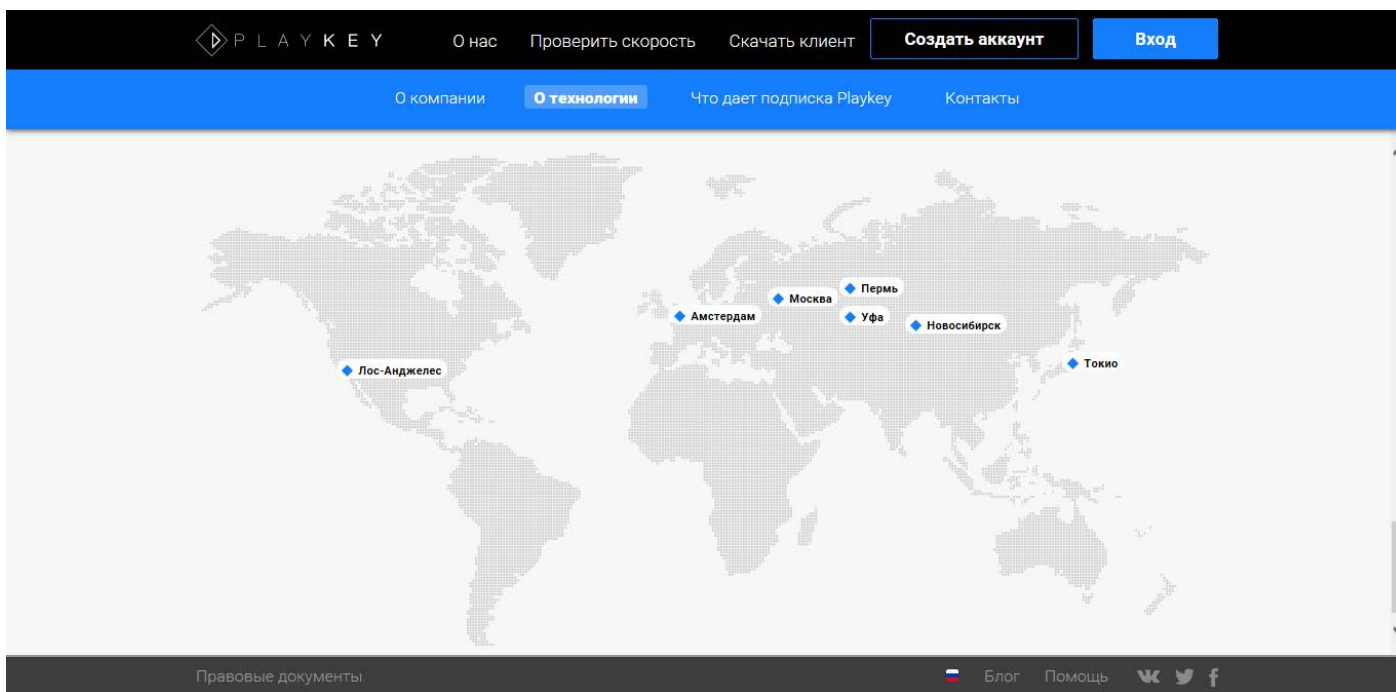 PLAYKEY О нас Проверить скорость Скачать клиент Создать аккаунт Вход
О компании О технологии Что дает подписка Playkey Контакты
Пермь
Москва
Амстердам
Уфа
Новосибирск
Токио
Лос-Анджелес
Правовые документы Блог Помощь